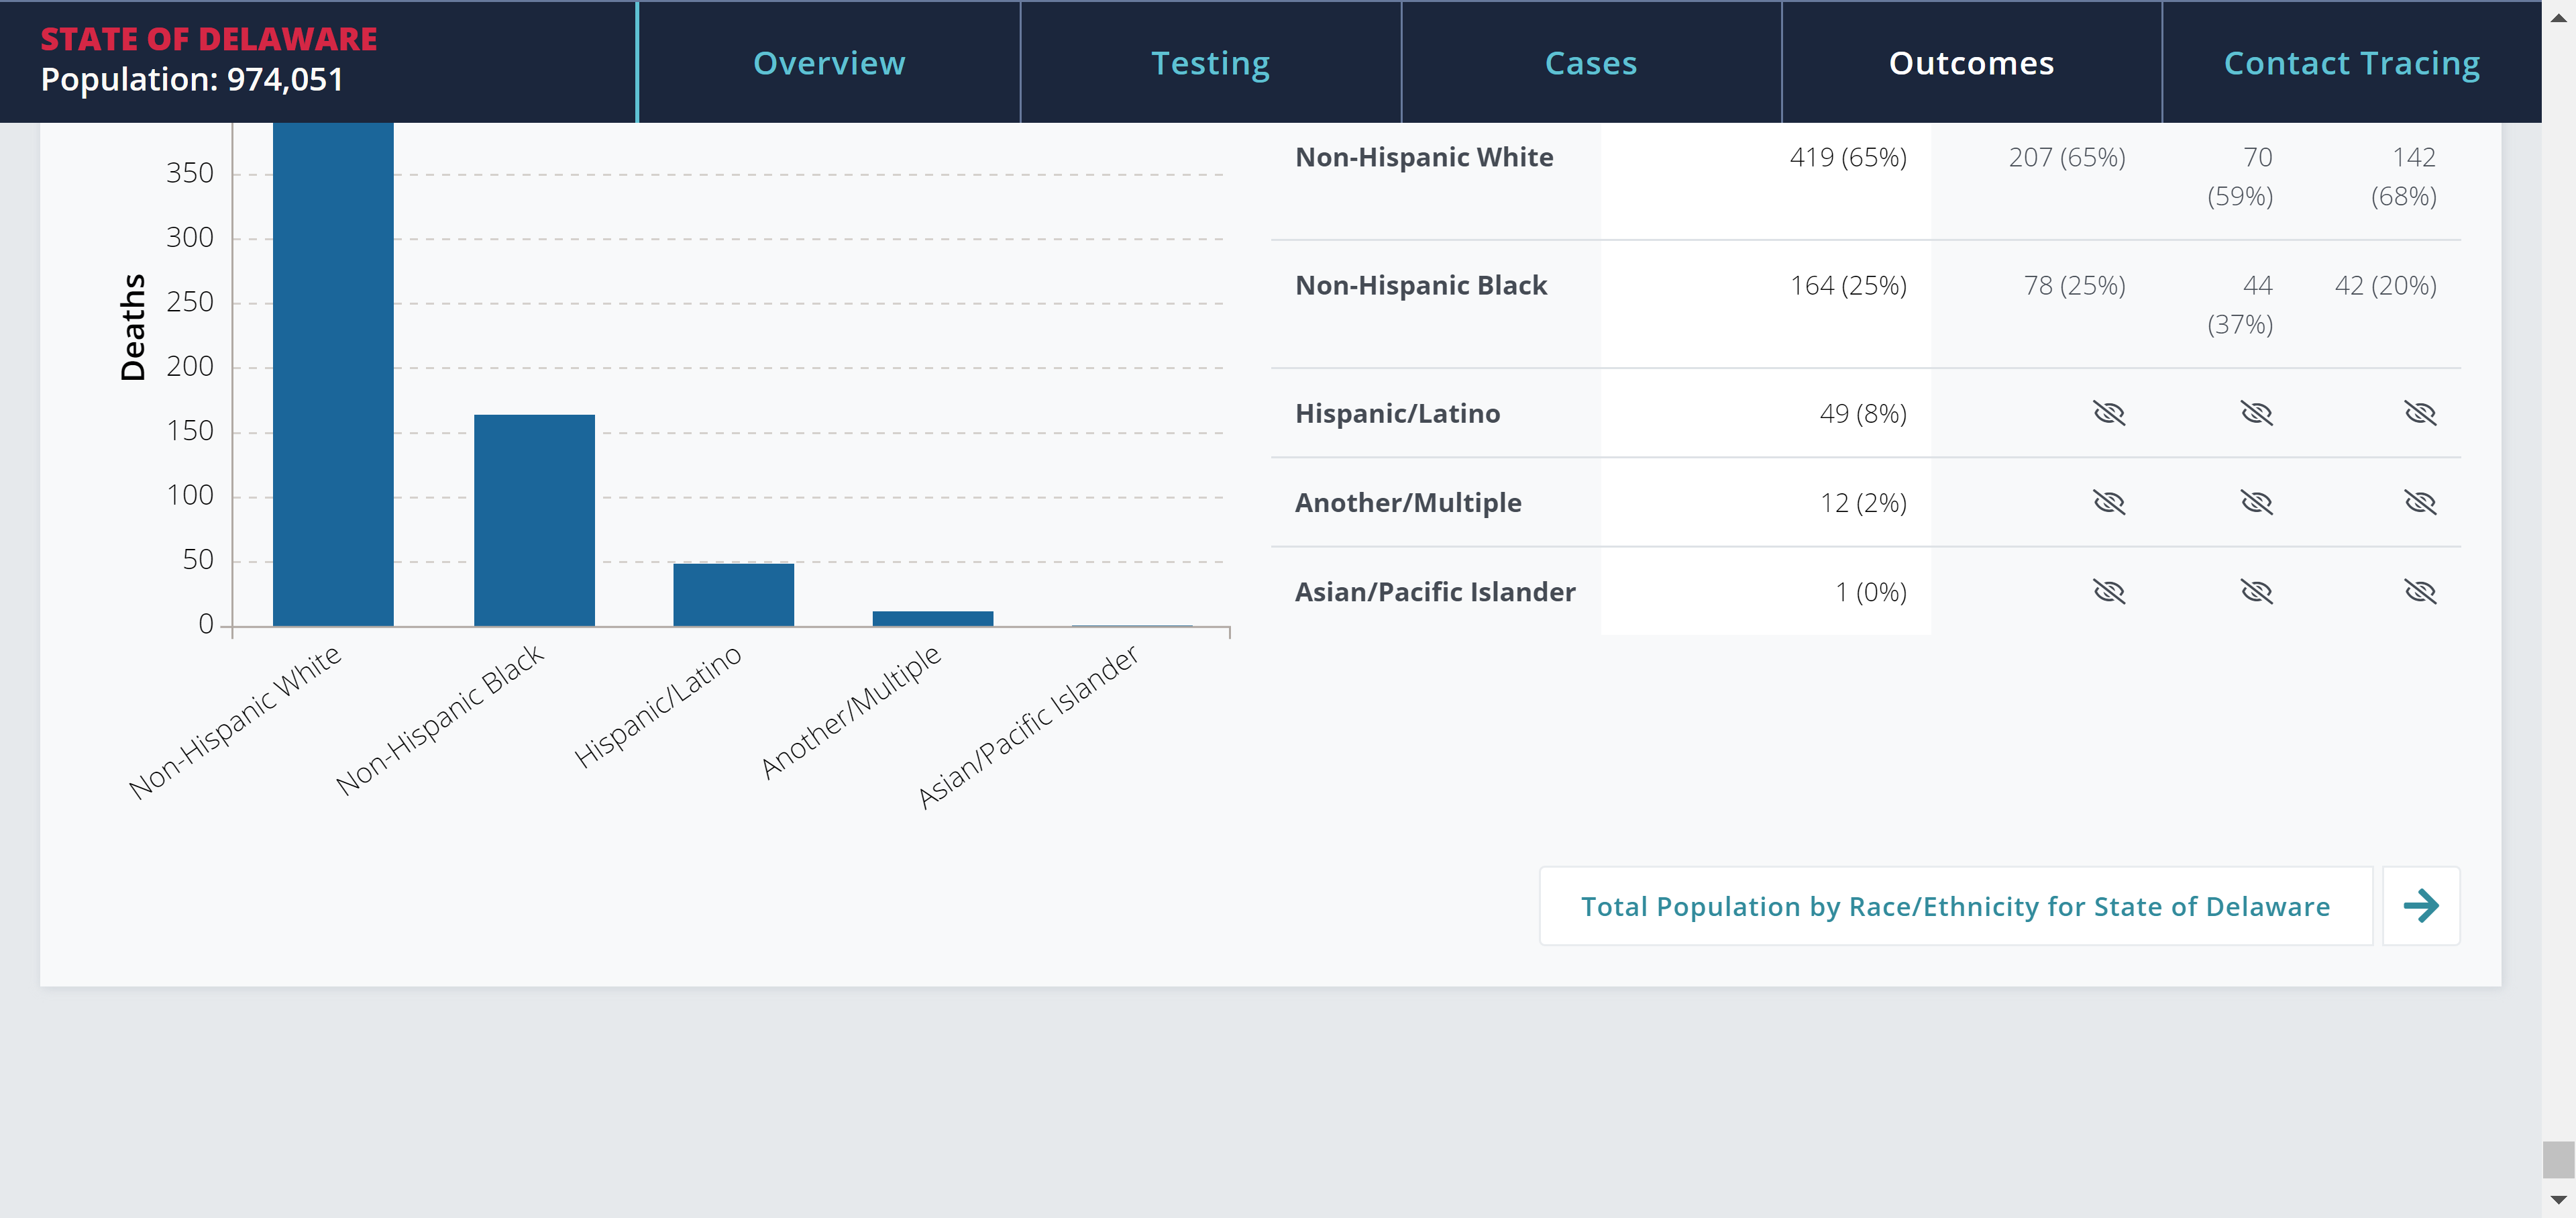 STATE OF DELAWARE
Population: 974,051
Overview
Testing
Cases
Outcomes
Contact Tracing
Deaths
350
300
250
200
150
100
50
0
Non-Hispanic White
Non-Hispanic Black
Hispanic/Latino
Another/Multiple
Asian/Pacific Islander
Non-Hispanic White 419 (65%) 207 (65%) 70 (59%) 142 (68%)
Non-Hispanic Black 164 (25%) 78 (25%) 44 (37%) 42 (20%)
Hispanic/Latino 49 (8%)
Another/Multiple 12 (2%)
Asian/Pacific Islander 1 (0%)
Total Population by Race/Ethnicity for State of Delaware